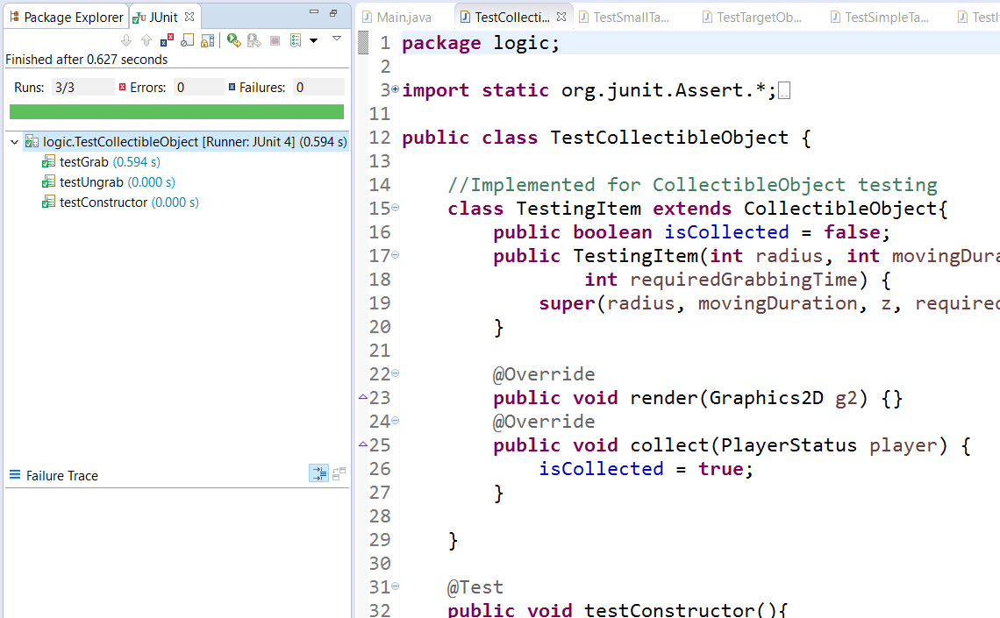 Package Explorer
JUnit
Finished after 0.627 seconds
Runs: 3/3 Errors: 0 Failures: 0
logic.TestCollectibleObject [Runner: JUnit 4] (0.594 s)
testGrab (0.594 s)
testUngrab (0.000 s)
testConstructor (0.000 s)
Failure Trace
Main.java
TestCollecti...
TestSmallTa...
TestTargetOb...
TestSimpleTa...
1 package logic;
2
3 import static org.junit.Assert.*;
11
12 public class TestCollectibleObject {
13
14 //Implemented for CollectibleObject testing
15 class TestingItem extends CollectibleObject{
16 public boolean isCollected = false;
17 public TestingItem(int radius, int
18 int requiredGrabbingTime) {
19 super(radius, movingDuration, z,
20 }
21
22 @Override
23 public void render(Graphics2D g2) {}
24 @Override
25 public void collect(PlayerStatus player) {
26 isCollected = true;
27 }
28
29 }
30
31 @Test
32 public void testConstructor(){